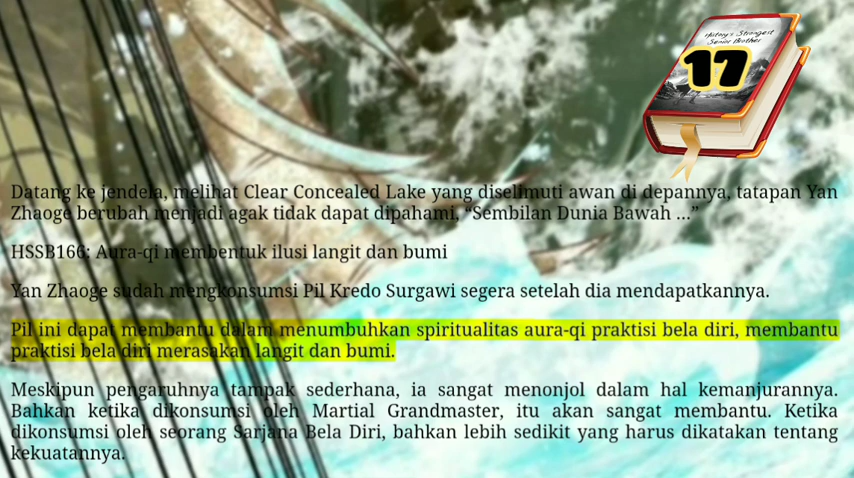 History's Strongest
Senior Brother
17
Datang ke jendela, melihat Clear Concealed Lake yang diselimuti awan di depannya, tatapan Yan
Zhaoge berubah menjadi agak tidak dapat dipahami, “Sembilan Dunia Bawah ...”
HSSB166: Aura-qi membentuk ilusi langit dan bumi
Yan Zhaoge sudah mengkonsumsi Pil Kredo Surgawi segera setelah dia mendapatkannya.
Pil ini dapat membantu dalam menumbuhkan spiritualitas aura-qi praktisi bela diri, membantu
praktisi bela diri merasakan langit dan bumi.
Meskipun pengaruhnya tampak sederhana, ia sangat menonjol dalam hal kemanjurannya.
Bahkan ketika dikonsumsi oleh Martial Grandmaster, itu akan sangat membantu. Ketika
dikonsumsi oleh seorang Sarjana Bela Diri, bahkan lebih sedikit yang harus dikatakan tentang
kekuatannya.